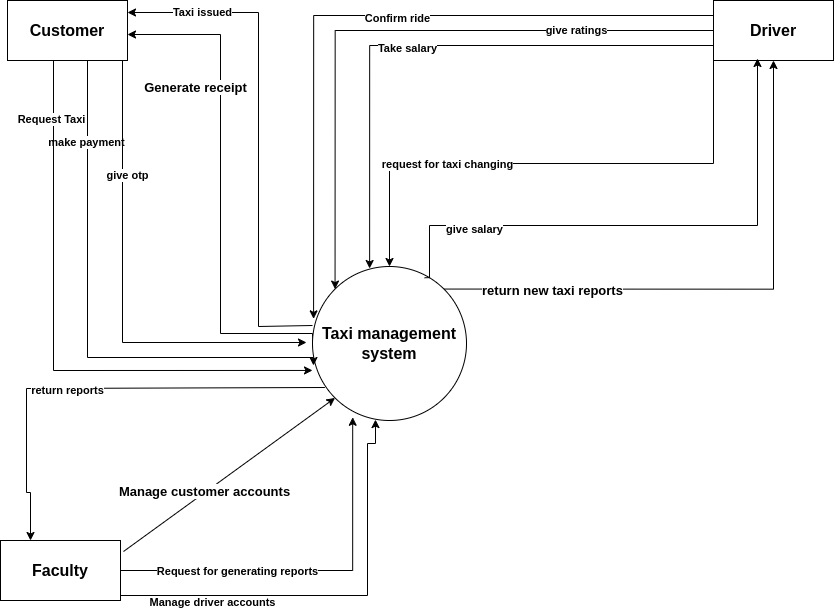 Customer
Taxi issued
Confirm ride
give ratings
Driver
Take salary
Generate receipt
Request Taxi
make payment
give otp
request for taxi changing
give salary
return new taxi reports
Taxi management
system
return reports
Manage customer accounts
Faculty
Request for generating reports
Manage driver accounts